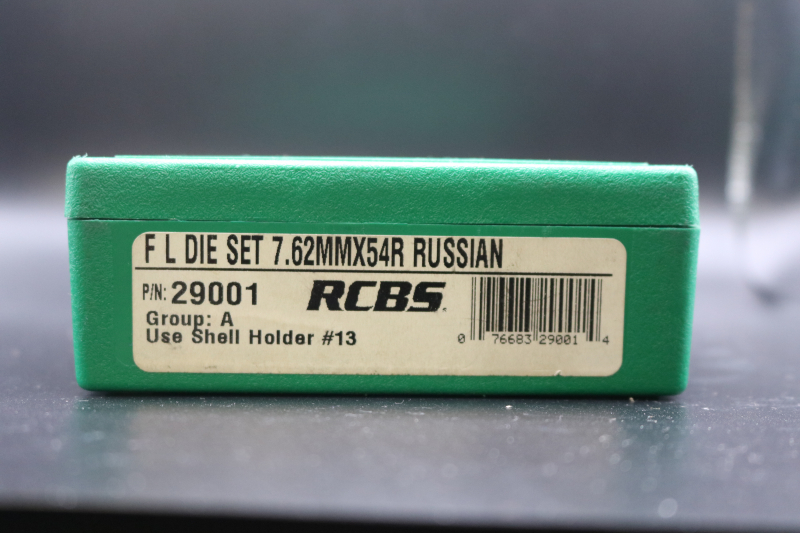 F L DIE SET 7.62MMX54R RUSSIAN
P/N: 29001 RCBS.
Group: A
Use Shell Holder #13
0 76683 29001 4